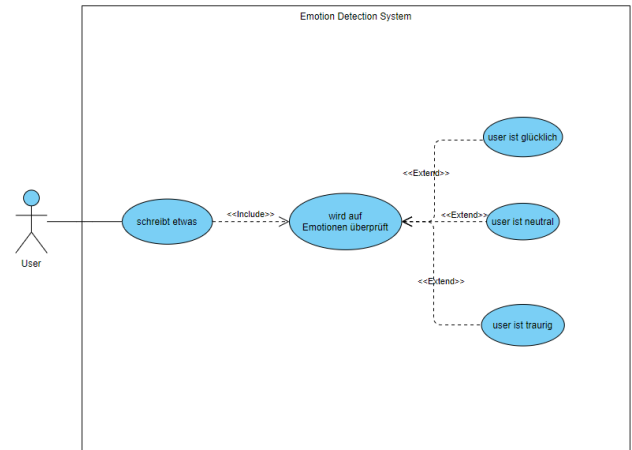 Emotion Detection System
user ist glücklich
<<Extend>>
schreibt etwas
<<Include>>
wird auf
Emotionen überprüft
<<Extend>>
user ist neutral
User
<<Extend>>
user ist traurig